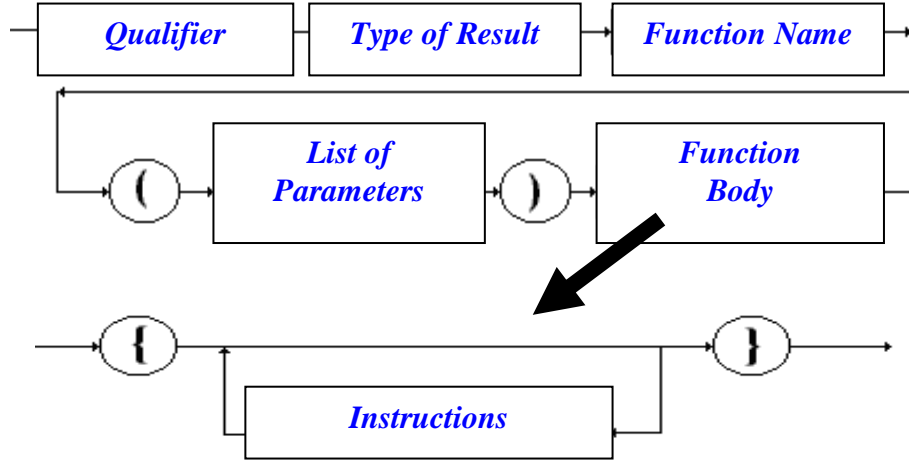 Qualifier Type of Result Function Name
( List of Parameters ) Function Body
{ }
Instructions